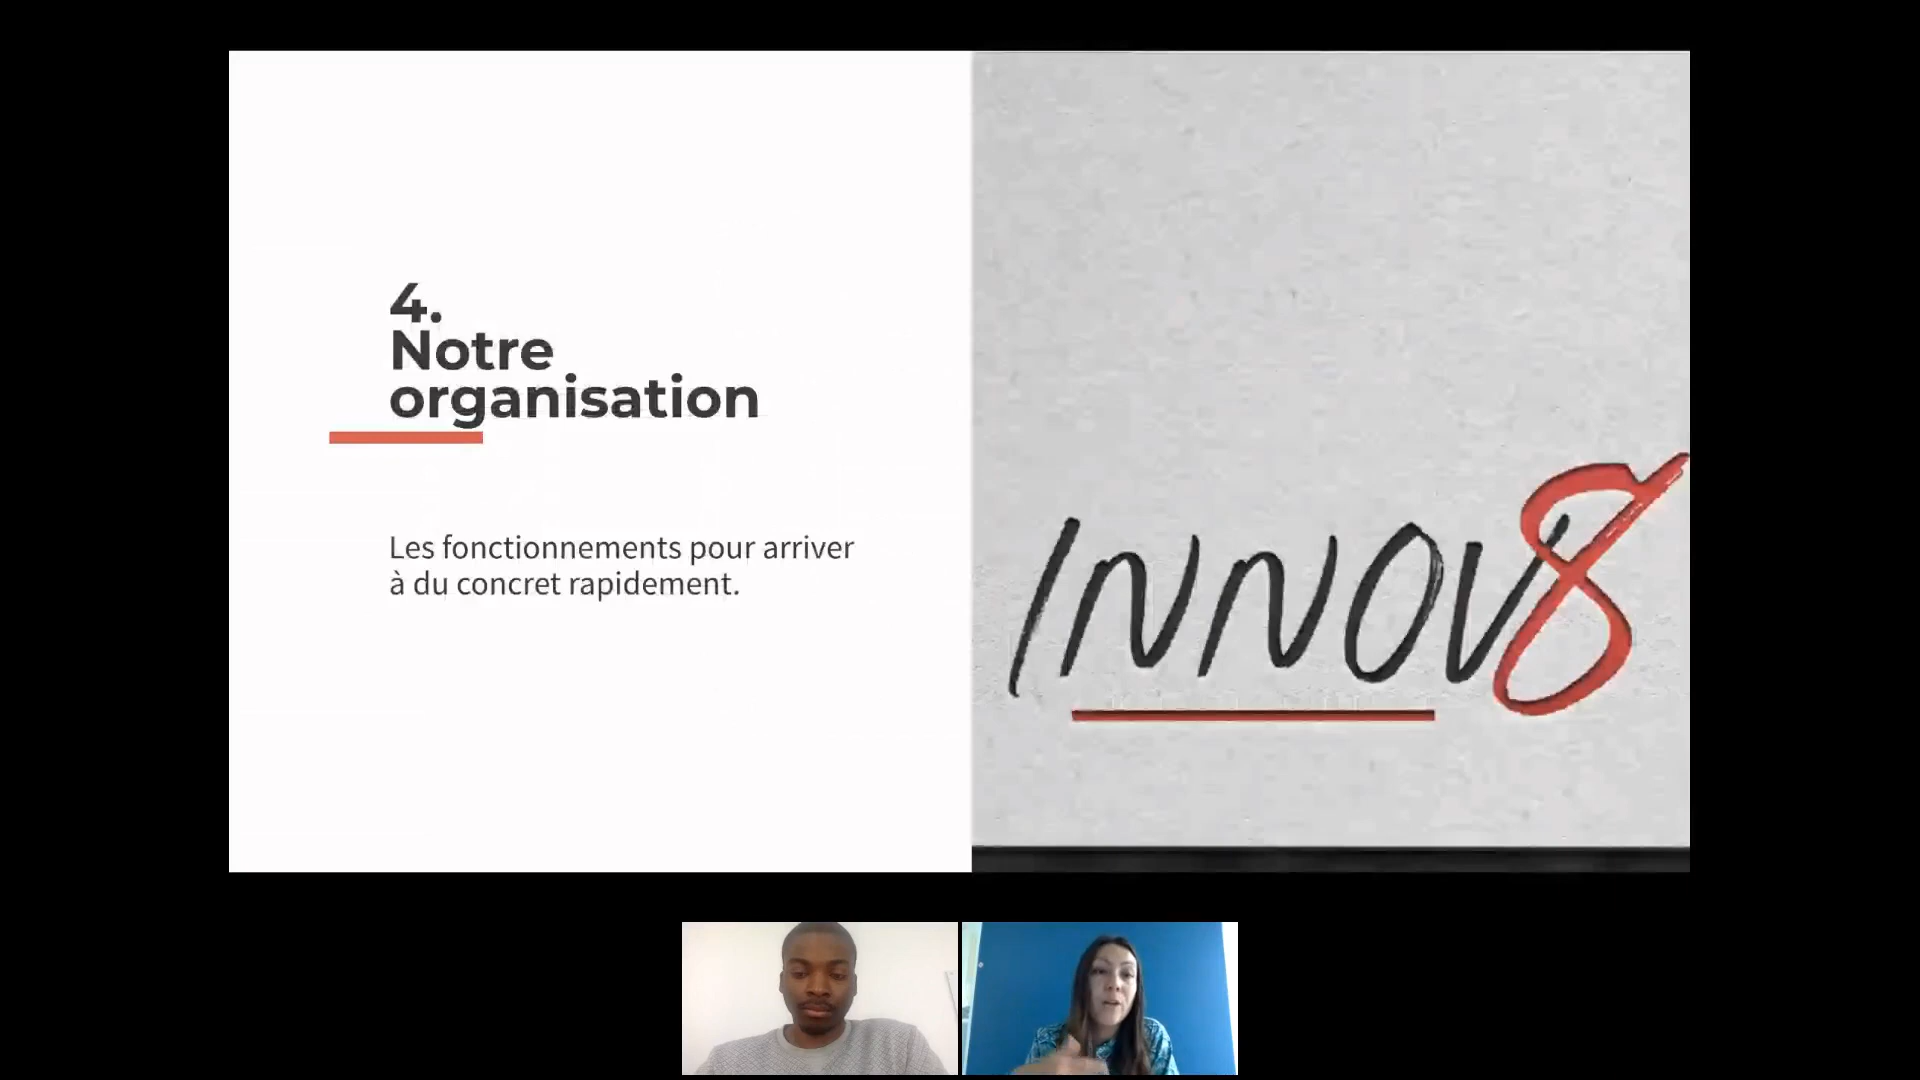 4.
Notre
organisation
Les fonctionnements pour arriver
à du concret rapidement.
INNOV8